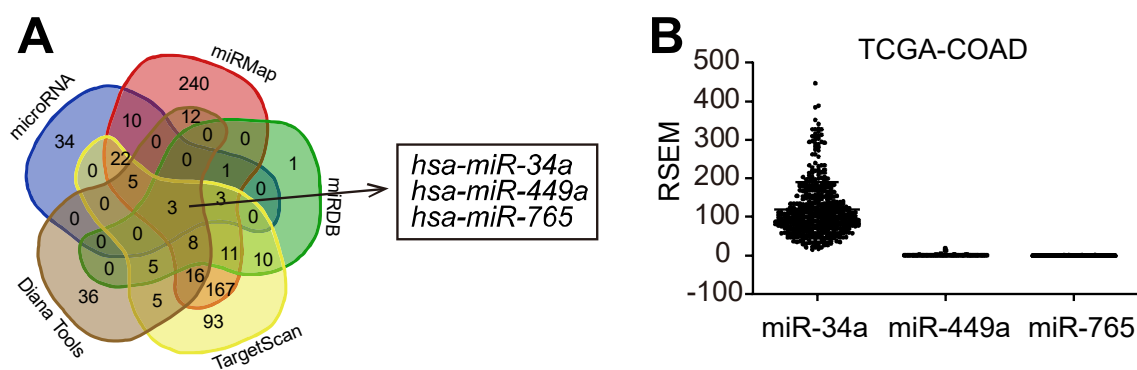 A
miRMap
microRNA
240
10
12
34
0
0
0
1
22
0
1
0
5
0
3
0
3
0
0
0
0
8
11
10
0
5
16
167
36
5
93
miRDB
Diana Tools
TargetScan
hsa-miR-34a
hsa-miR-449a
hsa-miR-765
B
TCGA-COAD
RSEM
500
400
300
200
100
0
-100
miR-34a
miR-449a
miR-765